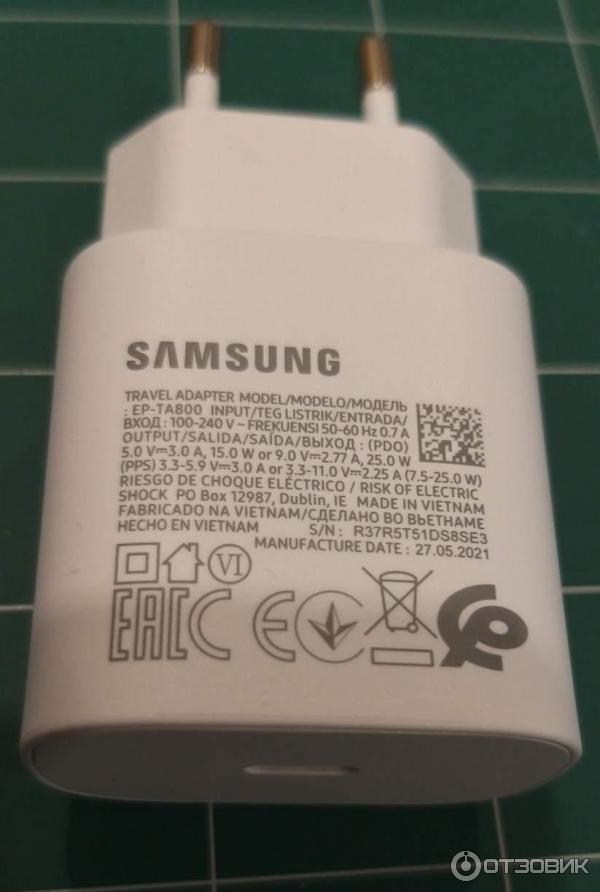 SAMSUNG
TRAVEL ADAPTER MODEL/MODELO/МОДЕЛЬ
: EP-TA800 INPUT/TEG LISTRIK/ENTRADA/
ВХОД : 100-240 V ~ FREKUENSI 50-60 Hz 0.7 A
OUTPUT/SALIDA/SAÍDA/ВЫХОД : (PDO)
5.0 V⎓3.0 A, 15.0 W or 9.0 V⎓2.77 A, 25.0 W
(PPS) 3.3-5.9 V⎓3.0 A or 3.3-11.0 V⎓2.25 A (7.5-25.0 W)
RIESGO DE CHOQUE ELÉCTRICO / RISK OF ELECTRIC
SHOCK PO Box 12987, Dublin, IE MADE IN VIETNAM
FABRICADO NA VIETNAM/СДЕЛАНО ВО ВЬЕТНАМЕ
HECHO EN VIETNAM S/N : R37R5T51DS8SE3
MANUFACTURE DATE : 27.05.2021
VI
EAC CE
ОТЗОВИК